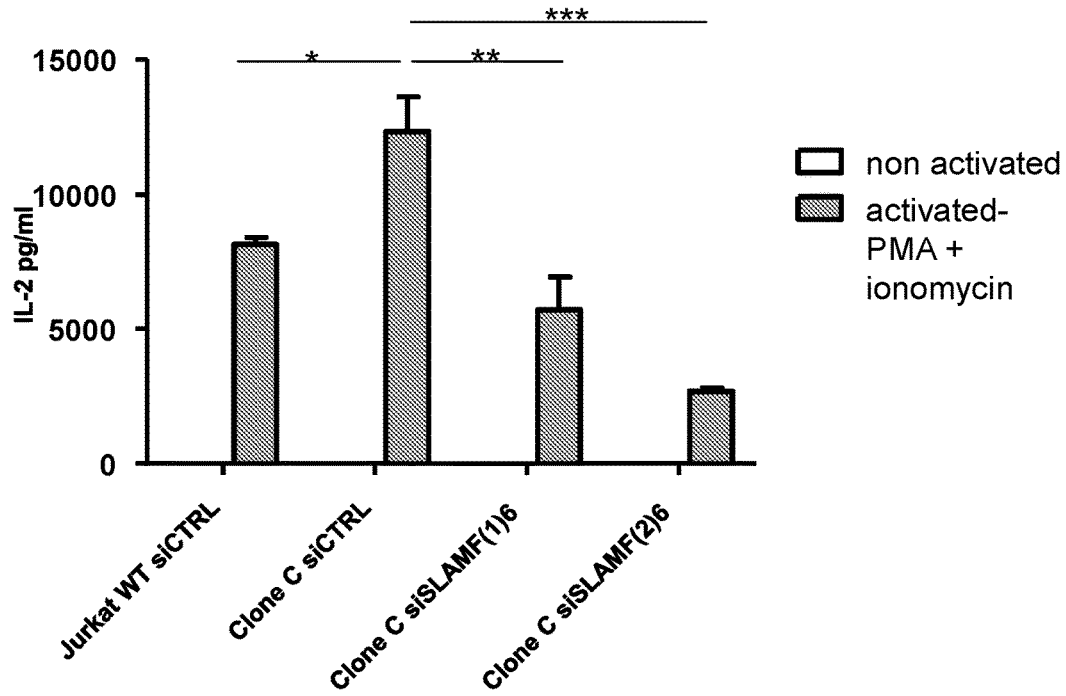 ***
* **
15000
10000
5000
0
IL-2 pg/ml
non activated
activated-
PMA +
ionomycin
Jurkat WT siCTRL
Clone C siCTRL
Clone C siSLAMF(1)6
Clone C siSLAMF(2)6